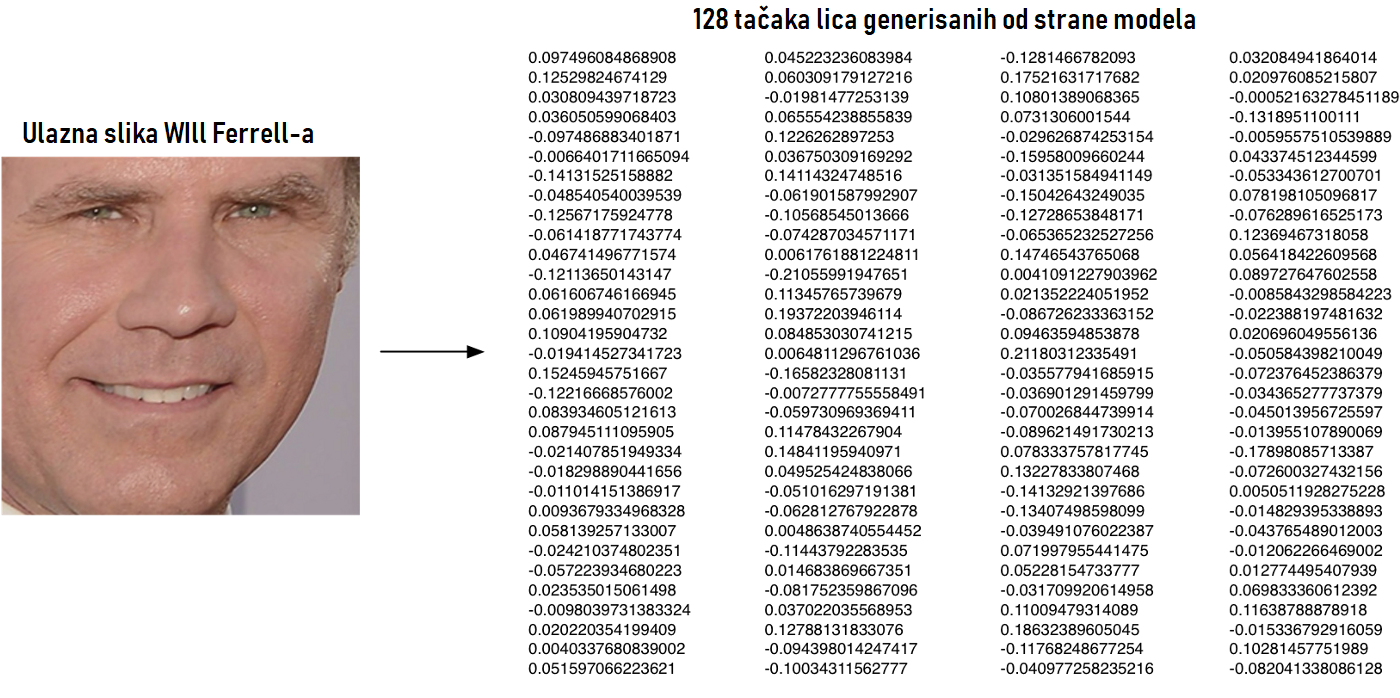 128 tačaka lica generisanih od strane modela
Ulazna slika WIll Ferrell-a
0.097496084868908 0.045223236083984 -0.1281466782093 0.032084941864014
0.12529824674129 0.060309179127216 0.17521631717682 0.020976085215807
0.030809439718723 -0.01981477253139 0.10801389068365 -0.00052163278451189
0.036050599068403 0.065554238855839 0.0731306001544 -0.1318951100111
-0.097486883401871 0.1226262897253 -0.029626874253154 -0.0059557510539889
-0.0066401711665094 0.036750309169292 -0.15958009660244 0.043374512344599
-0.14131525158882 0.14114324748516 -0.031351584941149 -0.053343612700701
-0.048540540039539 -0.061901587992907 -0.15042643249035 0.078198105096817
-0.12567175924778 -0.10568545013666 -0.12728653848171 -0.076289616525173
-0.061418771743774 -0.074287034571171 -0.065365232527256 0.12369467318058
0.046741496771574 0.0061761881224811 0.14746543765068 0.056418422609568
-0.12113650143147 -0.21055991947651 0.0041091227903962 0.089727647602558
0.061606746166945 0.11345765739679 0.021352224051952 -0.0085843298584223
0.061989940702915 0.19372203946114 -0.086726233363152 -0.022388197481632
0.10904195904732 0.084853030741215 0.09463594853878 0.020696049556136
-0.019414527341723 0.0064811296761036 0.21180312335491 -0.050584398210049
0.15245945751667 -0.16582328081131 -0.035577941685915 -0.072376452386379
-0.12216668576002 -0.0072777755558491 -0.036901291459799 -0.034365277737379
0.083934605121613 -0.059730969369411 -0.070026844739914 -0.045013956725597
0.087945111095905 0.11478432267904 -0.089621491730213 -0.013955107890069
-0.021407851949334 0.14841195940971 0.078333757817745 -0.17898085713387
-0.018298890441656 0.049525424838066 0.13227833807468 -0.072600327432156
-0.011014151386917 -0.051016297191381 -0.14132921397686 0.0050511928275228
0.0093679334968328 -0.062812767922878 -0.13407498598099 -0.014829395338893
0.058139257133007 0.0048638740554452 -0.039491076022387 -0.043765489012003
-0.024210374802351 -0.11443792283535 0.071997955441475 -0.012062266469002
-0.057223934680223 0.014683869667351 0.05228154733777 0.012774495407939
0.023535015061498 -0.081752359867096 -0.031709920614958 0.069833360612392
-0.0098039731383324 0.037022035568953 0.11009479314089 0.11638788878918
0.020220354199409 0.12788131833076 0.18632389605045 -0.015336792916059
0.0040337680839002 -0.094398014247417 -0.11768248677254 0.10281457751989
0.051597066223621 -0.10034311562777 -0.040977258235216 -0.082041338086128